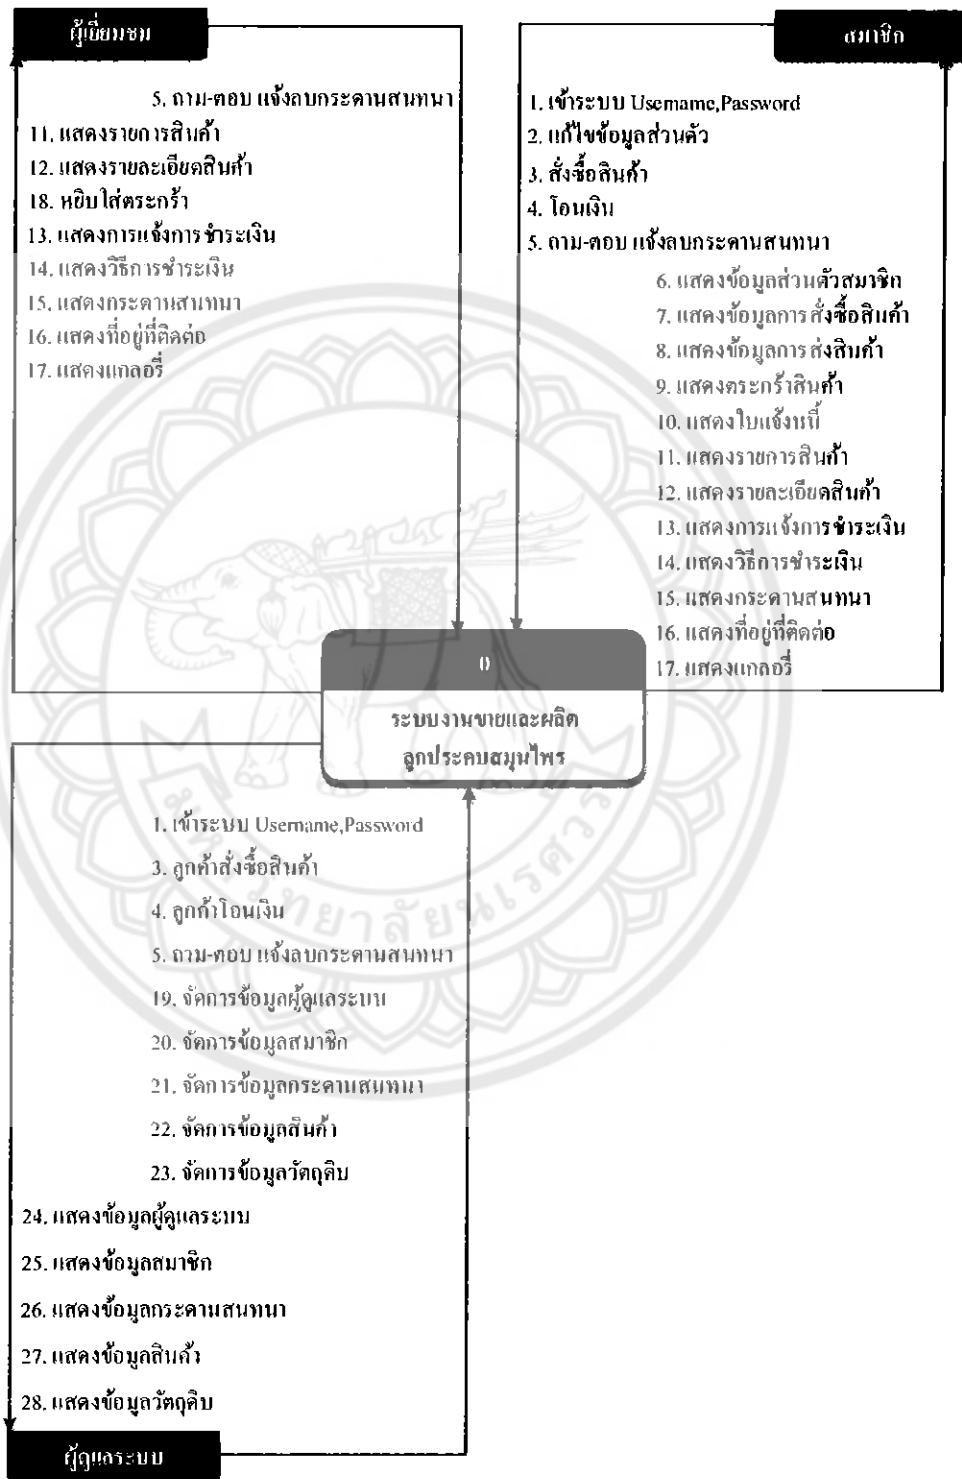 ผู้เยี่ยมชม
5. ถาม-ตอบ แจ้งลบกระดานสนทนา
11. แสดงรายการสินค้า
12. แสดงรายละเอียดสินค้า
18. หยิบใส่ตระกร้า
13. แสดงการแจ้งการชำระเงิน
14. แสดงวิธีการชำระเงิน
15. แสดงกระดานสนทนา
16. แสดงที่อยู่ที่ติดต่อ
17. แสดงแกลอรี่
สมาชิก
1. เข้าระบบ Username,Password
2. แก้ไขข้อมูลส่วนตัว
3. สั่งซื้อสินค้า
4. โอนเงิน
5. ถาม-ตอบ แจ้งลบกระดานสนทนา
6. แสดงข้อมูลส่วนตัวสมาชิก
7. แสดงข้อมูลการสั่งซื้อสินค้า
8. แสดงข้อมูลการส่งสินค้า
9. แสดงตระกร้าสินค้า
10. แสดงใบแจ้งหนี้
11. แสดงรายการสินค้า
12. แสดงรายละเอียดสินค้า
13. แสดงการแจ้งการชำระเงิน
14. แสดงวิธีการชำระเงิน
15. แสดงกระดานสนทนา
16. แสดงที่อยู่ที่ติดต่อ
17. แสดงแกลอรี่
0
ระบบงานขายและผลิต
ลูกประคบสมุนไพร
1. เข้าระบบ Username,Password
3. ลูกค้าสั่งซื้อสินค้า
4. ลูกค้าโอนเงิน
5. ถาม-ตอบ แจ้งลบกระดานสนทนา
19. จัดการข้อมูลผู้ดูแลระบบ
20. จัดการข้อมูลสมาชิก
21. จัดการข้อมูลกระดานสนทนา
22. จัดการข้อมูลสินค้า
23. จัดการข้อมูลวัตถุดิบ
24. แสดงข้อมูลผู้ดูแลระบบ
25. แสดงข้อมูลสมาชิก
26. แสดงข้อมูลกระดานสนทนา
27. แสดงข้อมูลสินค้า
28. แสดงข้อมูลวัตถุดิบ
ผู้ดูแลระบบ
มหาวิทยาลัยนเรศวร